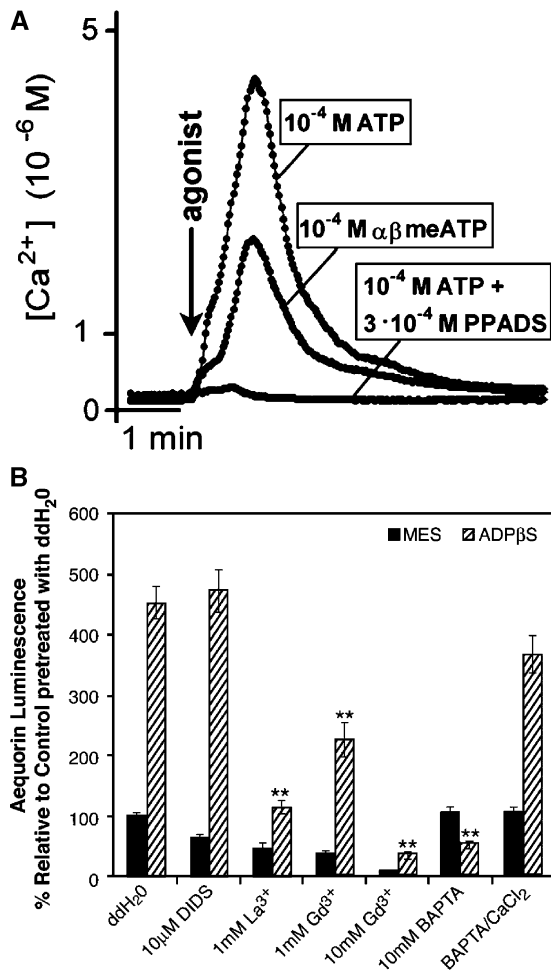 A
5
[Ca²⁺] (10 ⁻⁶ M)
agonist
10⁻⁴ M ATP
10⁻⁴ M αβ meATP
10⁻⁴ M ATP +
3 ·10⁻⁴ M PPADS
1
0
1 min
B
600
500
400
300
200
100
0
Aequorin Luminescence
% Relative to Control pretreated with ddH₂0
MES ADPβS
**
**
**
**
ddH₂0
10μM DIDS
1mM La³⁺
1mM Gd³⁺
10mM Gd³⁺
10mM BAPTA
BAPTA/CaCl₂